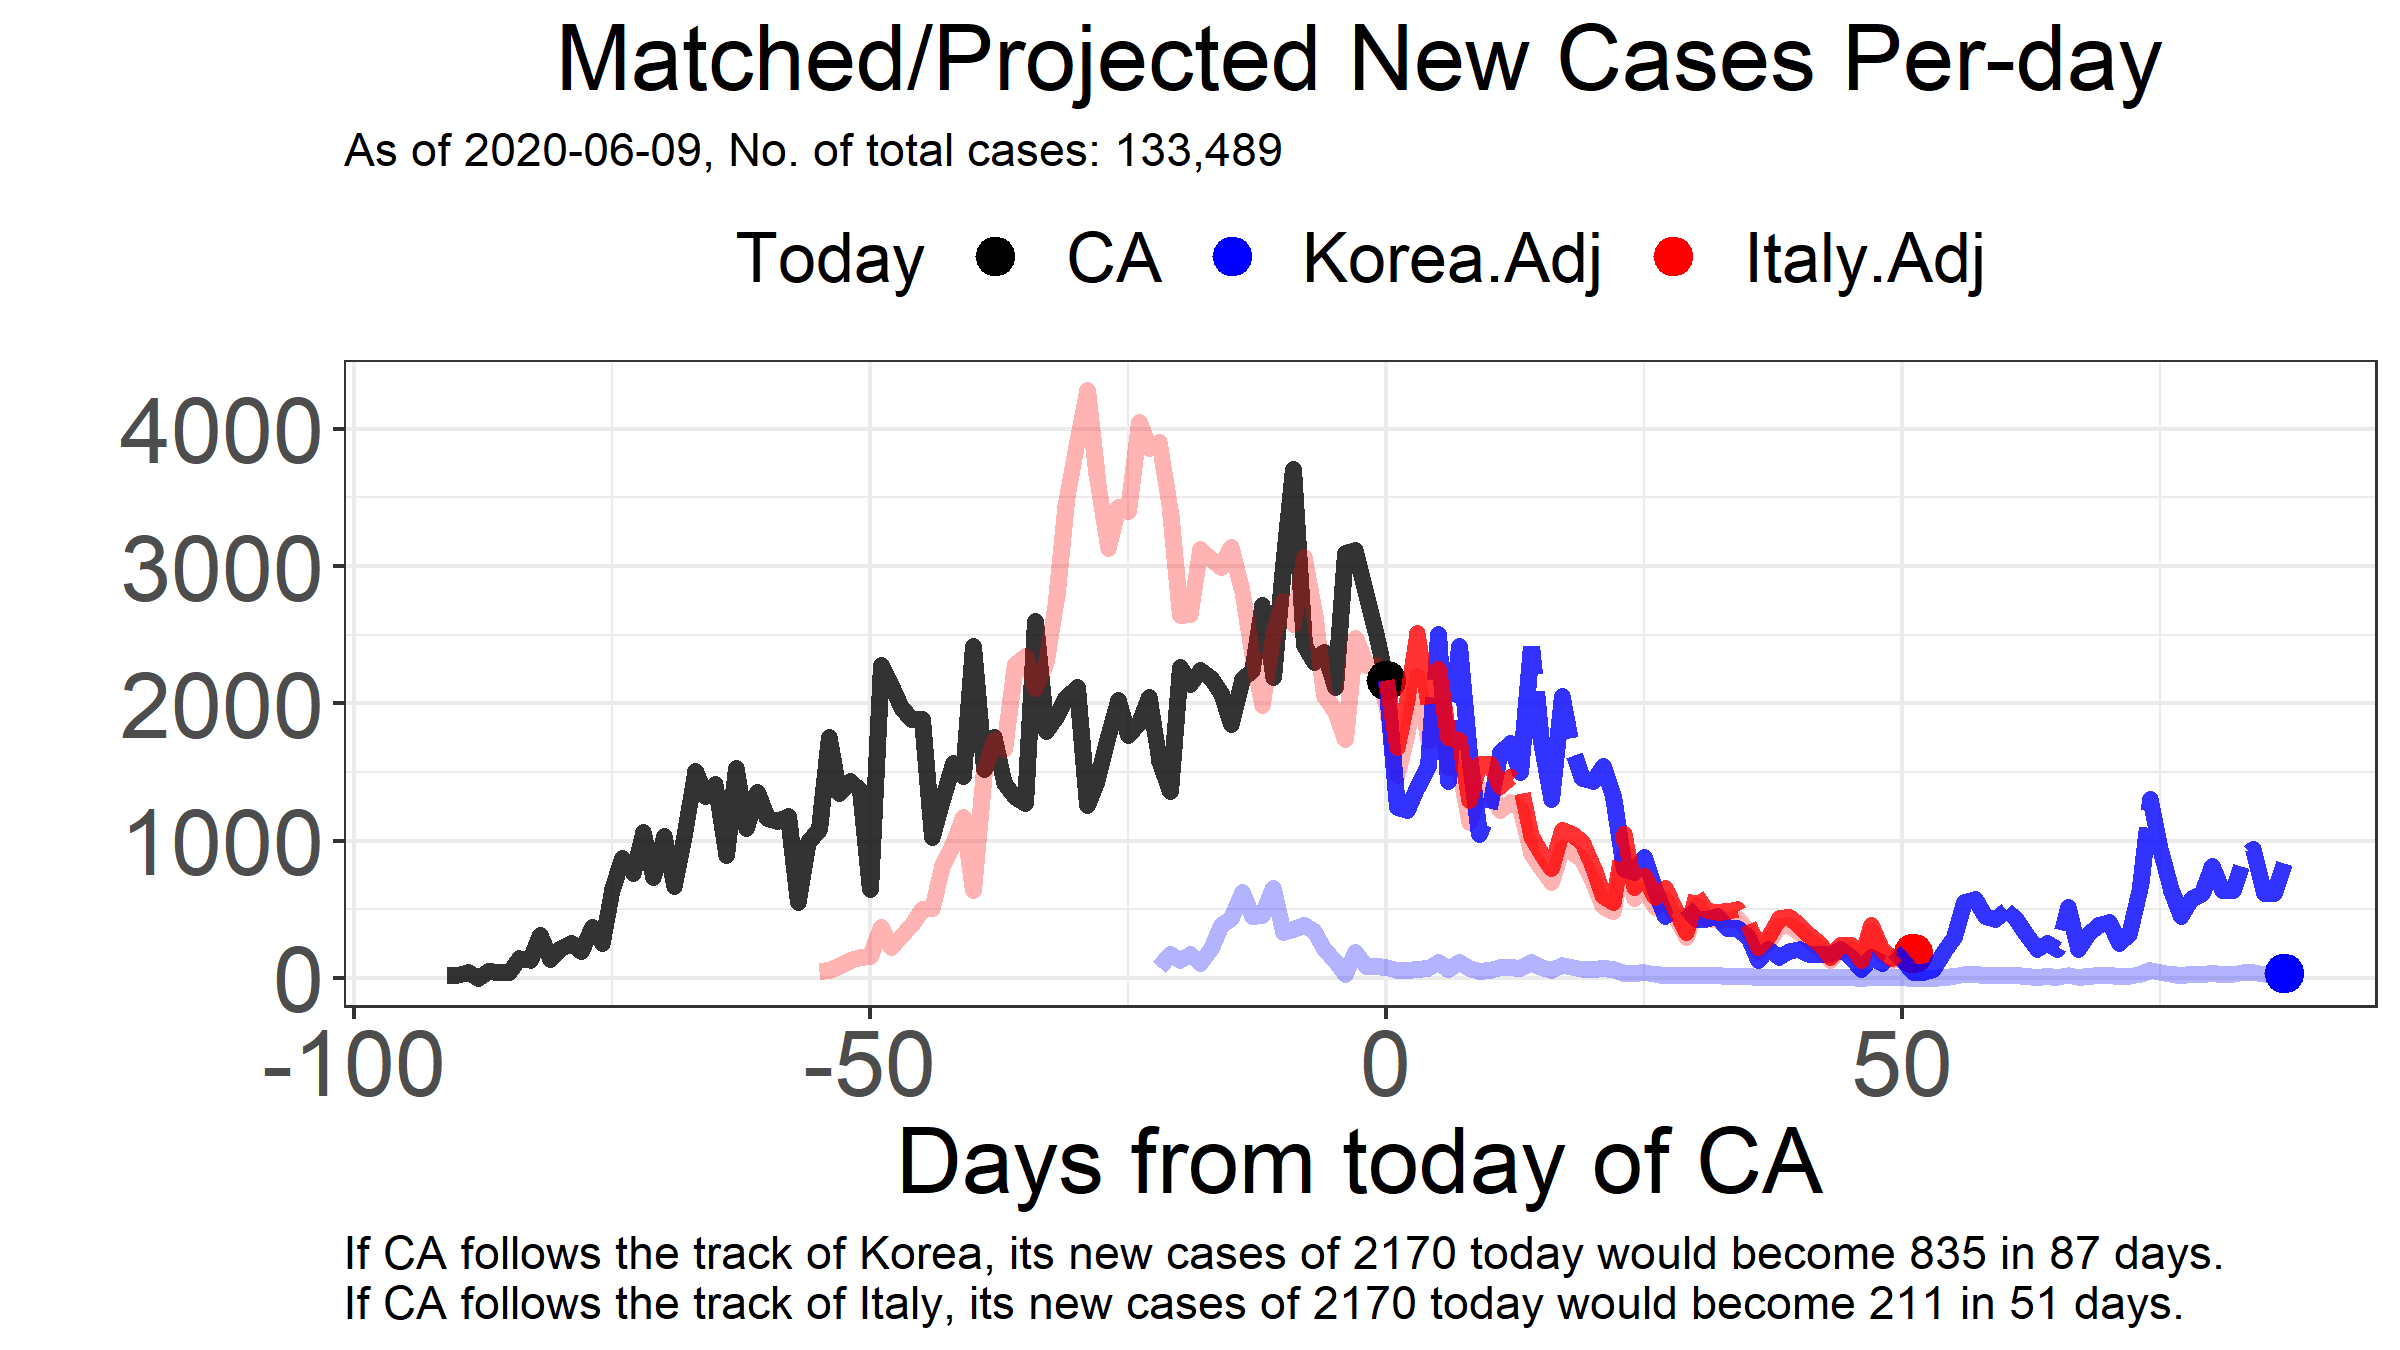 Matched/Projected New Cases Per-day
As of 2020-06-09, No. of total cases: 133,489
Today CA Korea.Adj Italy.Adj
4000
3000
2000
1000
0
-100 -50 0 50
Days from today of CA
If CA follows the track of Korea, its new cases of 2170 today would become 835 in 87 days.
If CA follows the track of Italy, its new cases of 2170 today would become 211 in 51 days.